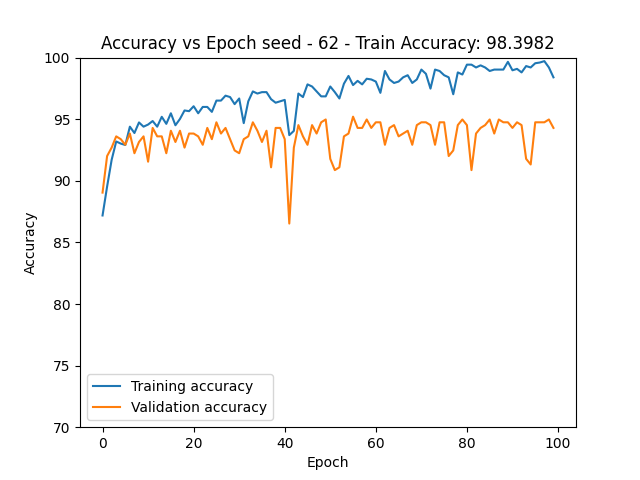 Accuracy vs Epoch seed - 62 - Train Accuracy: 98.3982
100
95
90
85
80
75
70
Accuracy
Training accuracy
Validation accuracy
0 20 40 60 80 100
Epoch